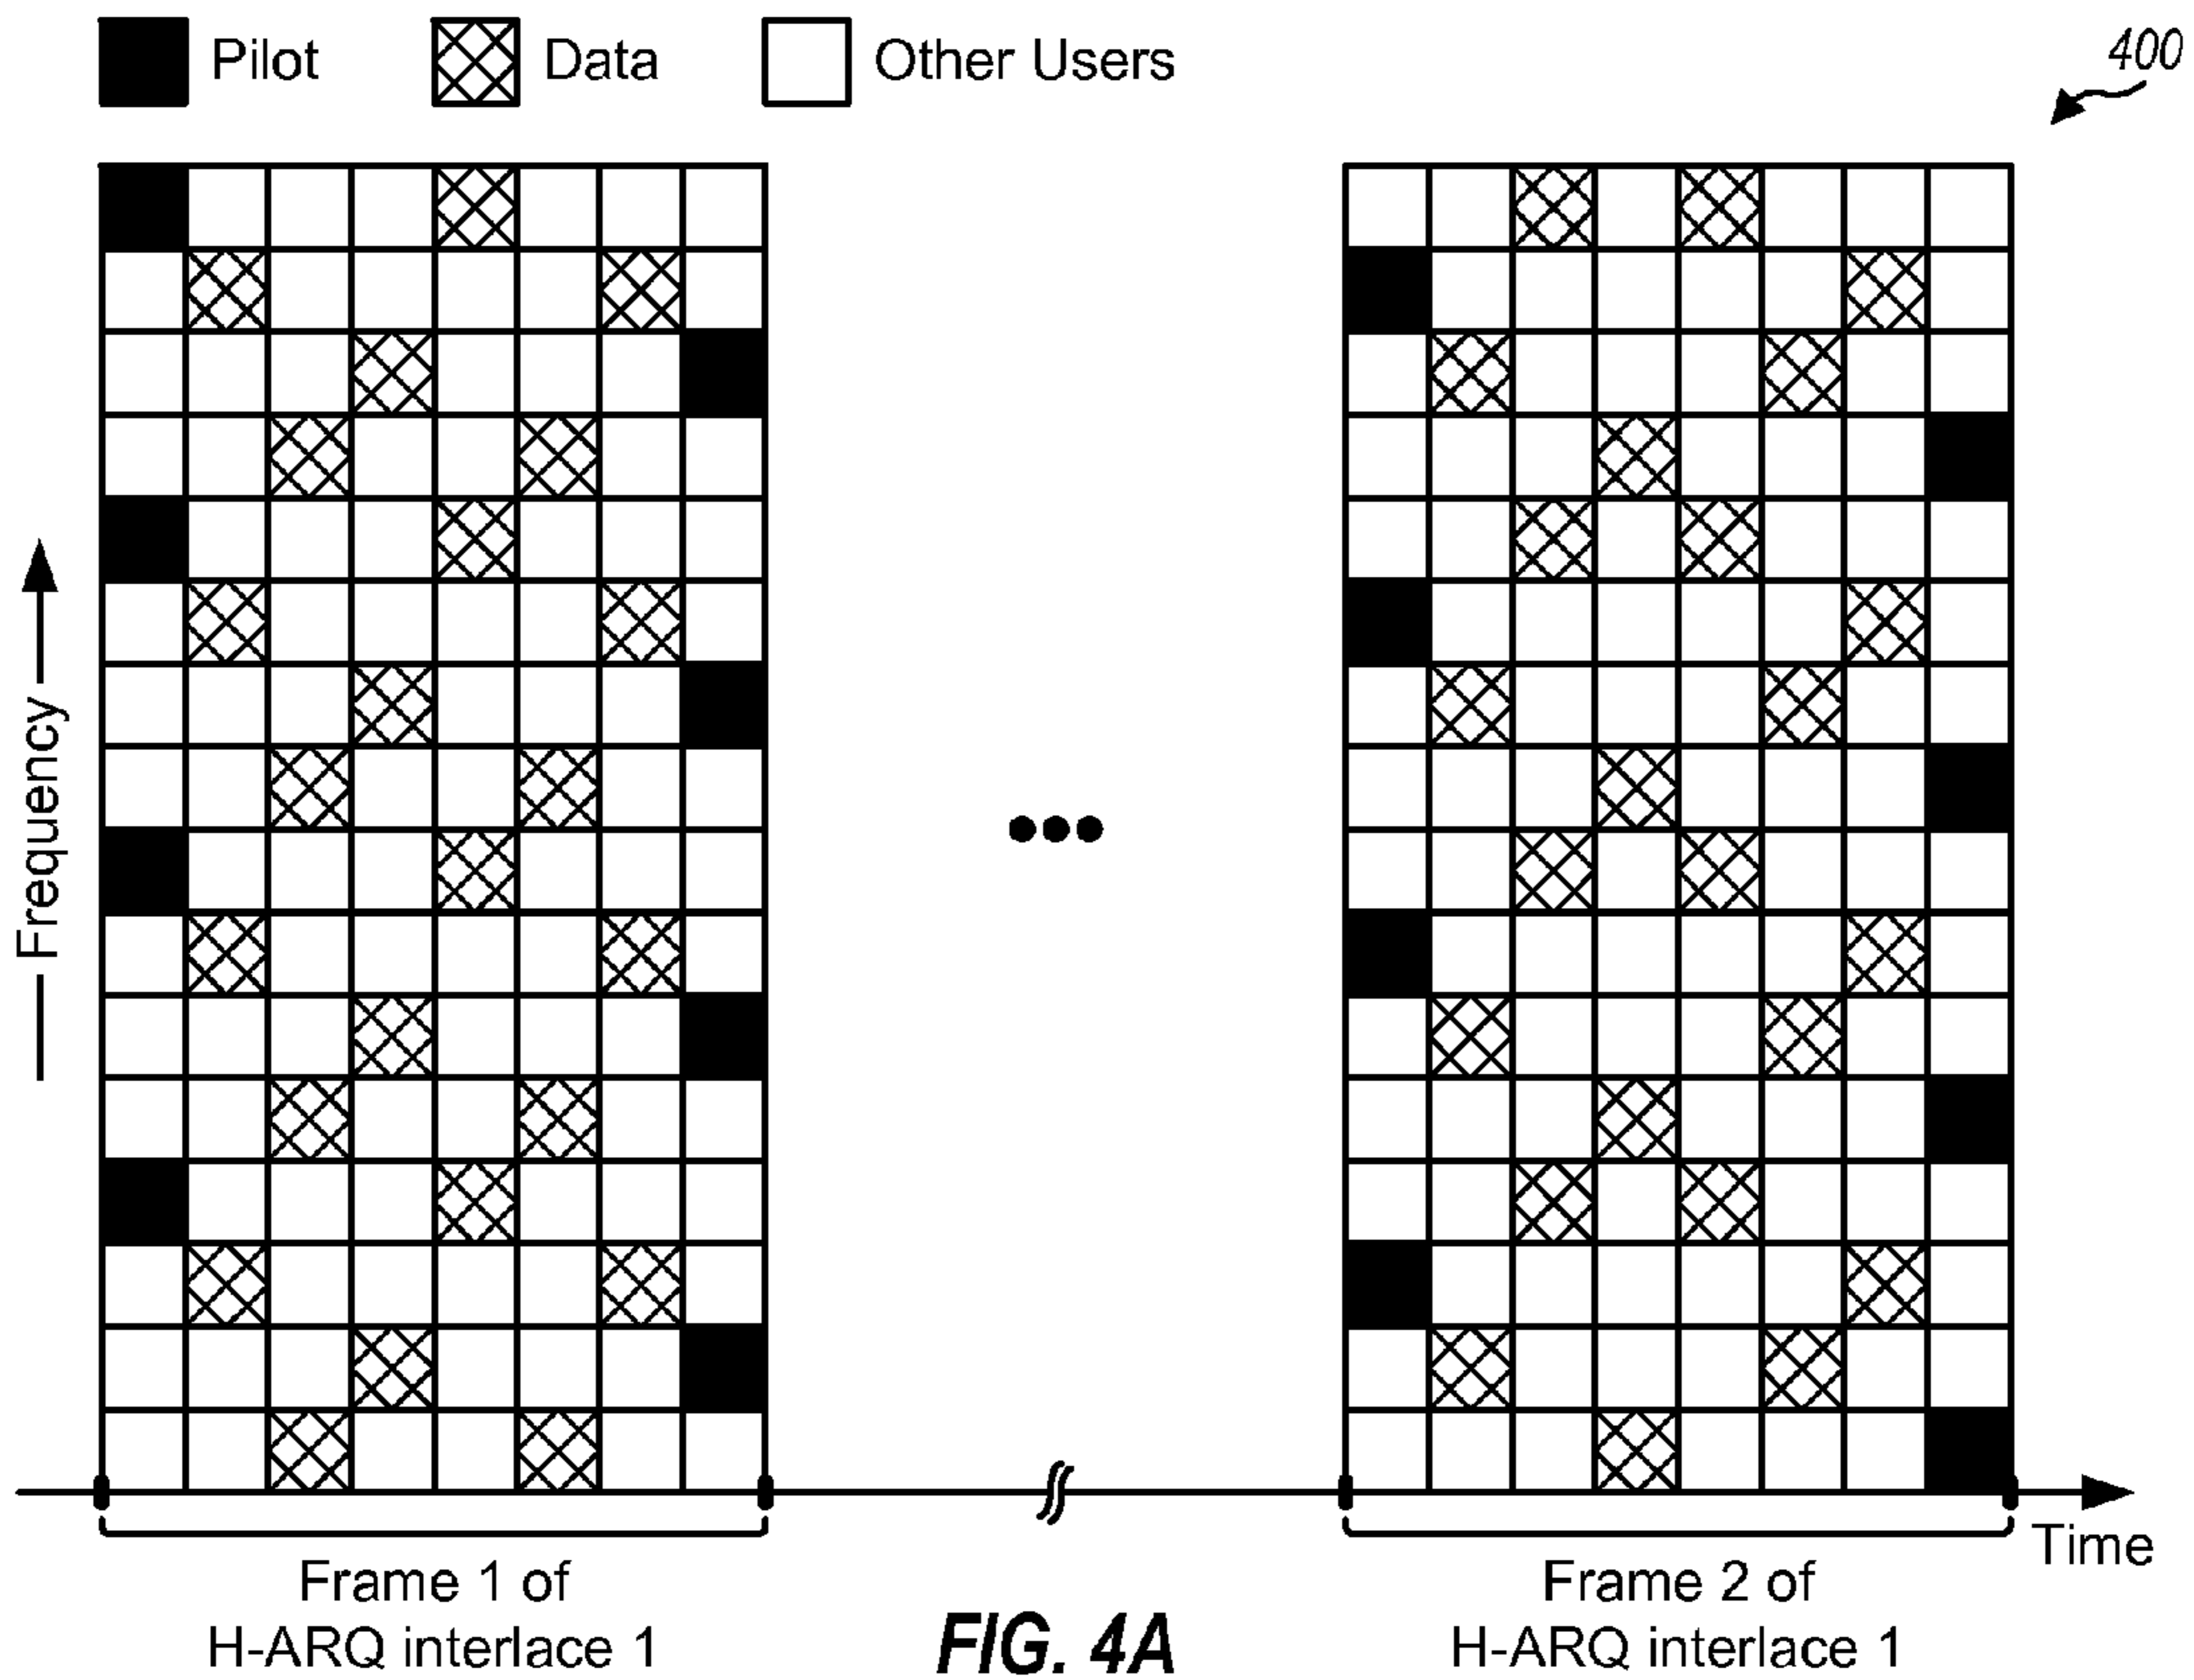 Pilot
Data
Other Users
400
Frequency
Time
Frame 1 of
H-ARQ interlace 1
Frame 2 of
H-ARQ interlace 1
FIG. 4A